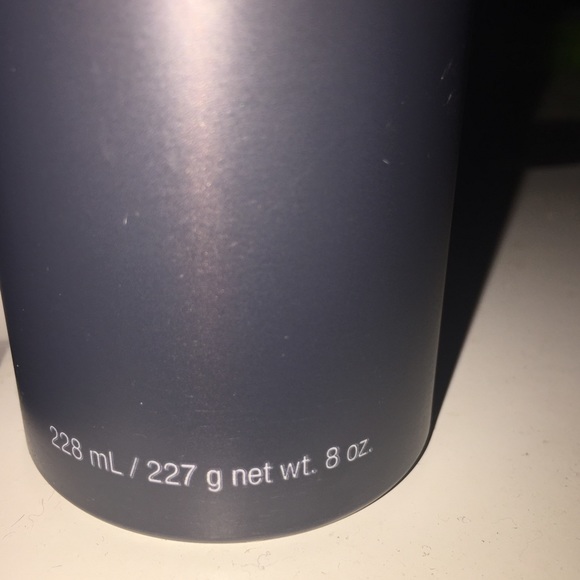 228 mL / 227 g net wt. 8 oz.